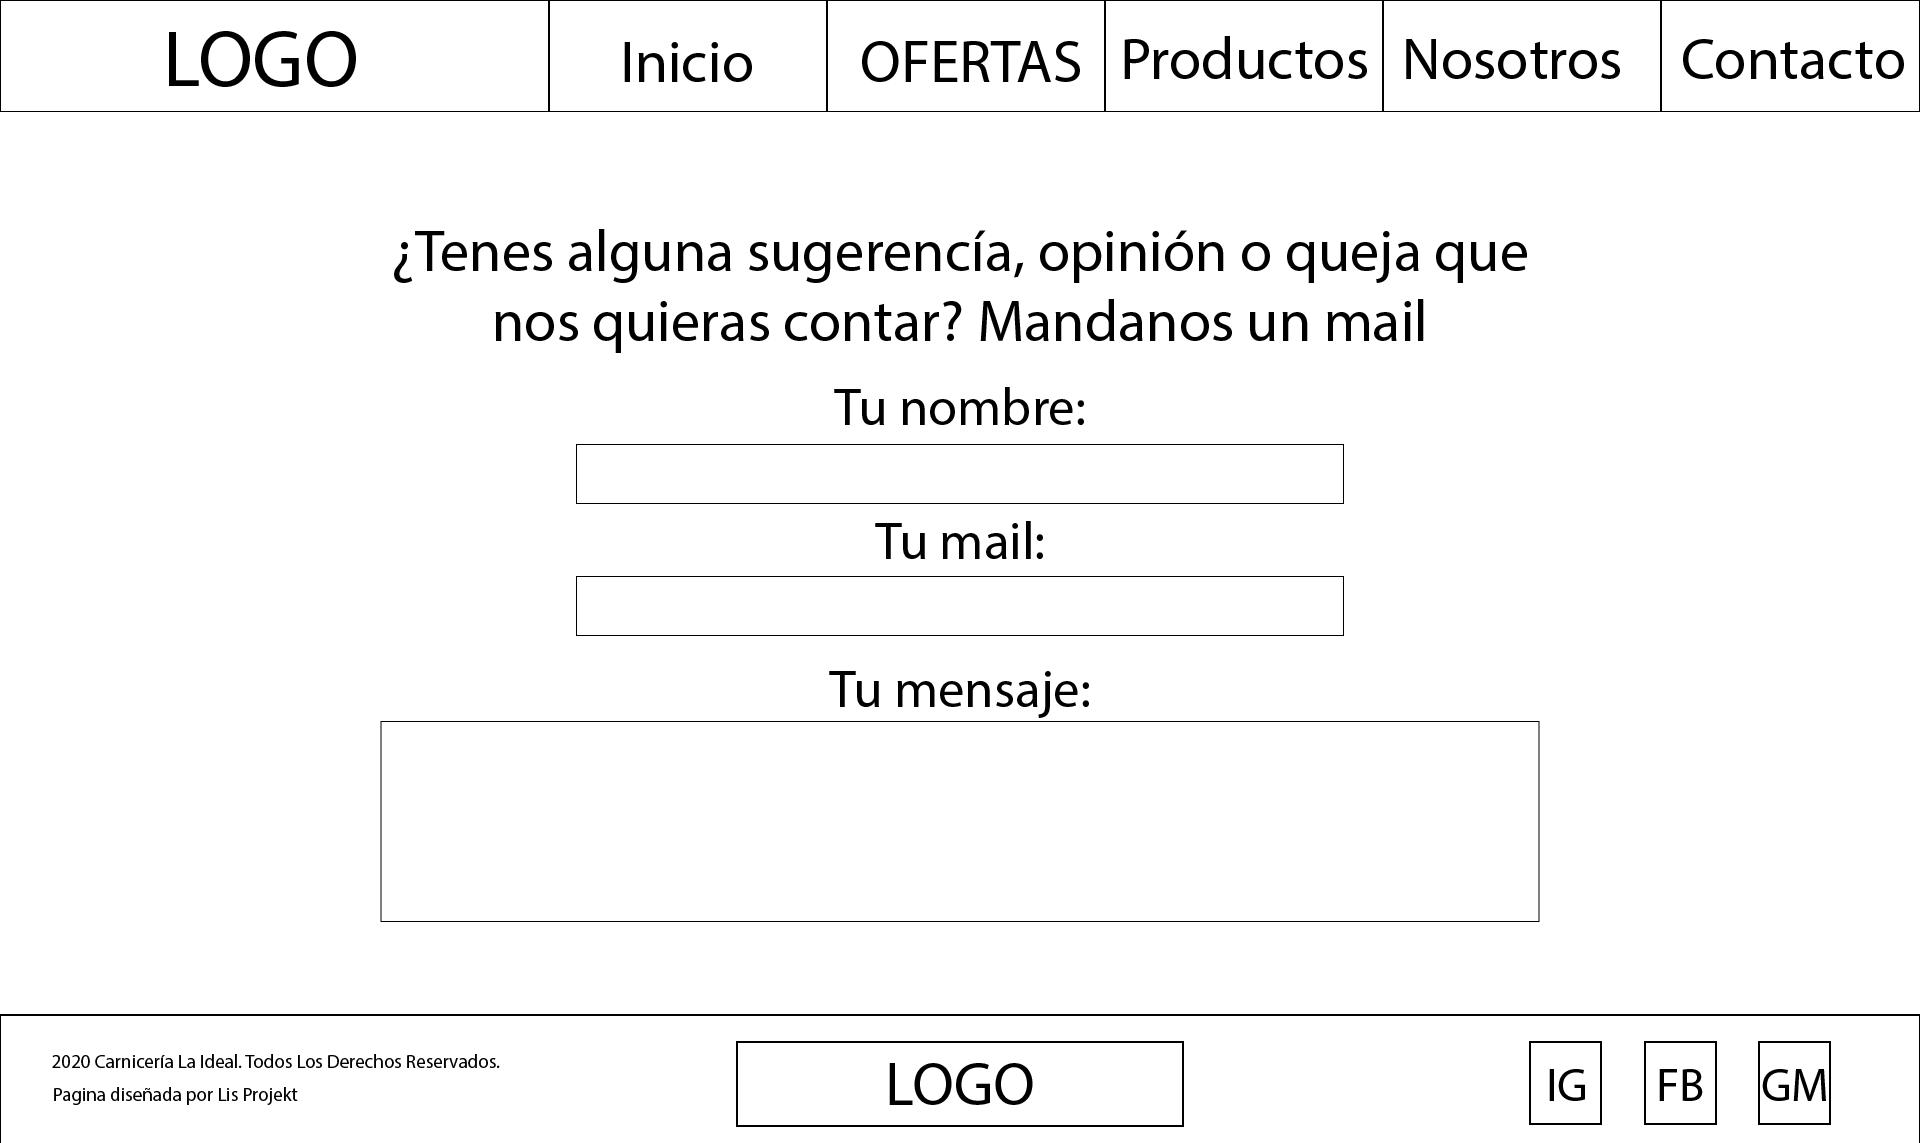 LOGO
Inicio
OFERTAS
Productos
Nosotros
Contacto
¿Tenes alguna sugerencía, opinión o queja que
nos quieras contar? Mandanos un mail
Tu nombre:
Tu mail:
Tu mensaje:
2020 Carnicería La Ideal. Todos Los Derechos Reservados.
Pagina diseñada por Lis Projekt
LOGO
IG
FB
GM